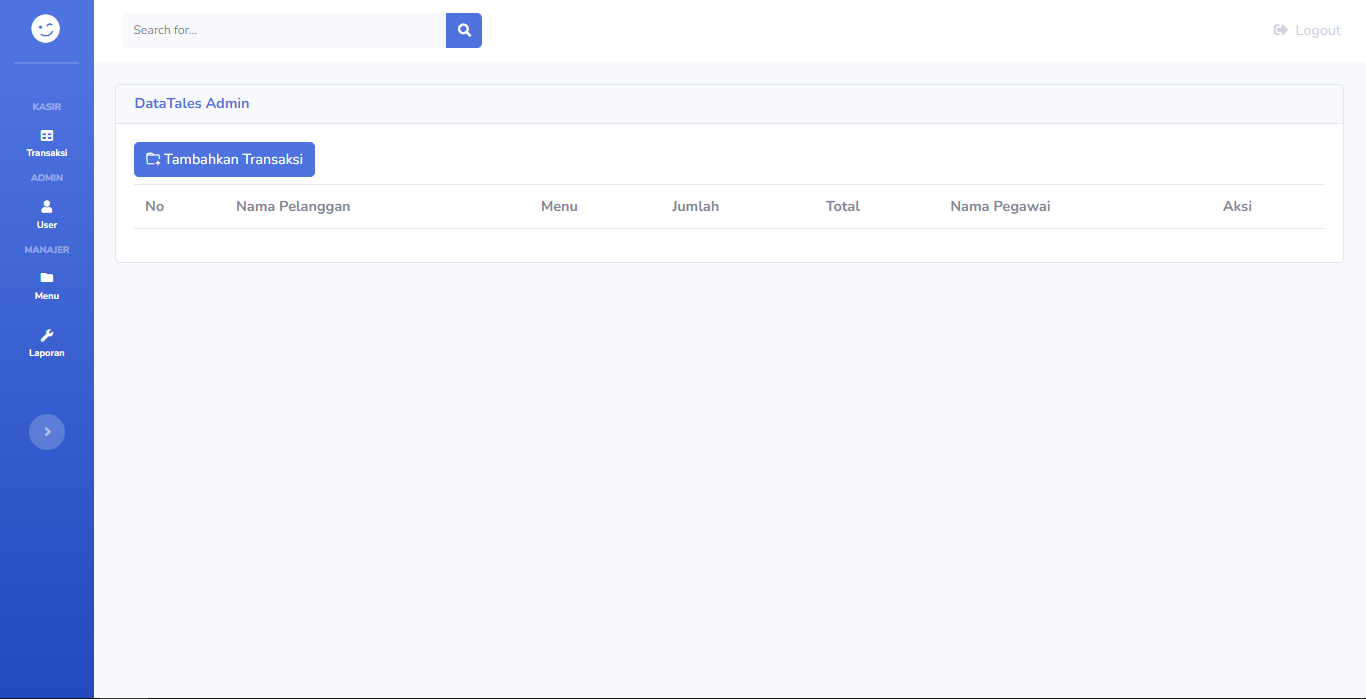 Search for...
Logout
KASIR
Transaksi
ADMIN
User
MANAJER
Menu
Laporan
DataTales Admin
Tambahkan Transaksi
No Nama Pelanggan Menu Jumlah Total Nama Pegawai Aksi